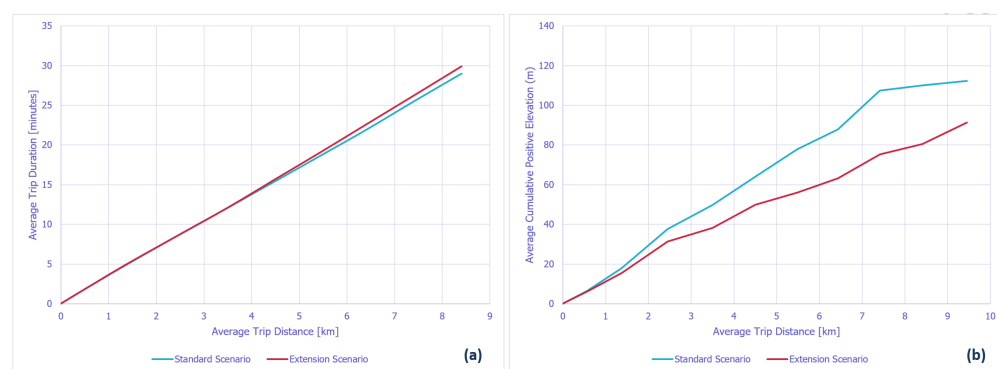 35
30
25
20
15
10
5
0
Average Trip Duration [minutes]
0 1 2 3 4 5 6 7 8 9
Average Trip Distance [km]
Standard Scenario Extension Scenario
(a)
140
120
100
80
60
40
20
0
Average Cumulative Positive Elevation (m)
0 1 2 3 4 5 6 7 8 9 10
Average Trip Distance [km]
Standard Scenario Extension Scenario
(b)